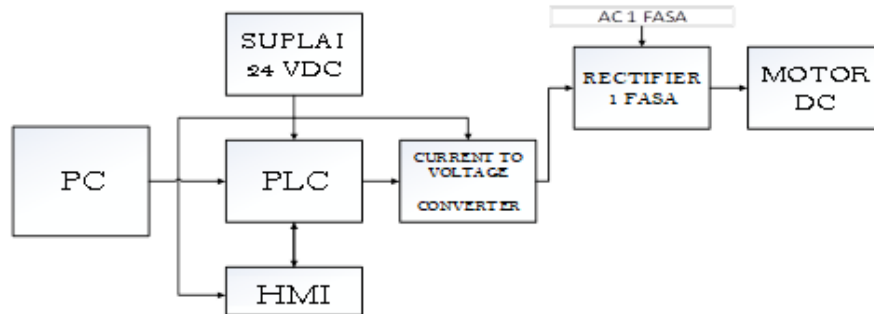 AC 1 FASA
SUPLAI
24 VDC
RECTIFIER
1 FASA
MOTOR
DC
PC
PLC
CURRENT TO
VOLTAGE
CONVERTER
HMI